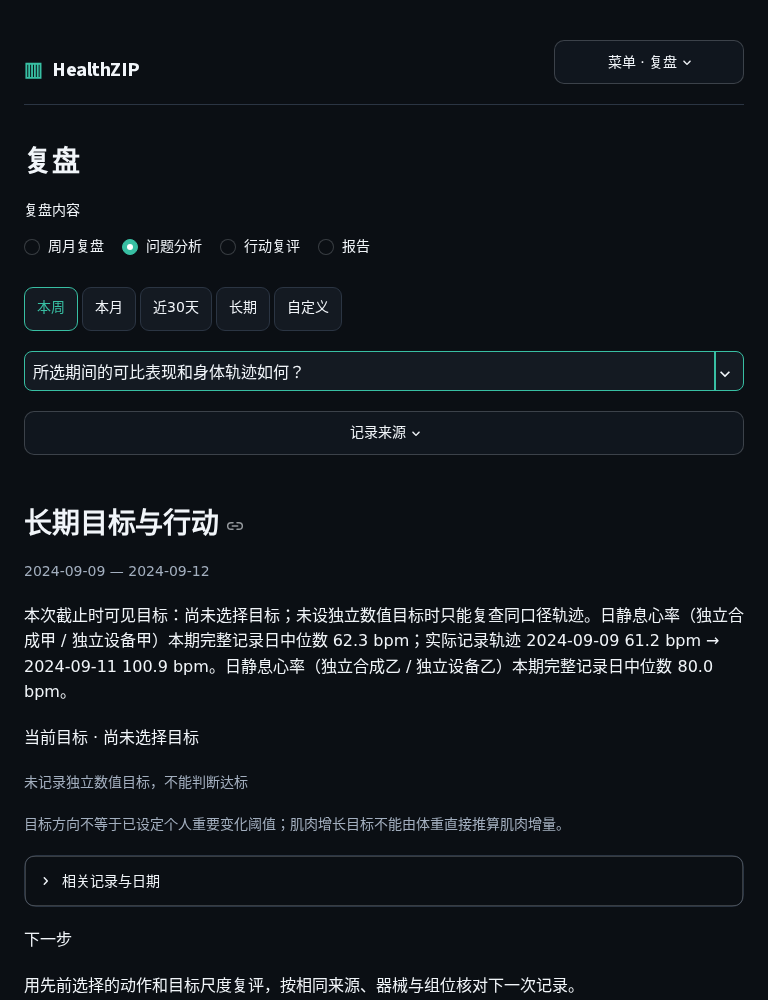 HealthZIP
菜单 · 复盘
复盘
复盘内容
周月复盘 问题分析 行动复评 报告
本周 本月 近30天 长期 自定义
所选期间的可比表现和身体轨迹如何？
记录来源
长期目标与行动
2024-09-09 — 2024-09-12
本次截止时可见目标：尚未选择目标；未设独立数值目标时只能复查同口径轨迹。日静息心率（独立合
成甲 / 独立设备甲）本期完整记录日中位数 62.3 bpm；实际记录轨迹 2024-09-09 61.2 bpm →
2024-09-11 100.9 bpm。日静息心率（独立合成乙 / 独立设备乙）本期完整记录日中位数 80.0
bpm。
当前目标 · 尚未选择目标
未记录独立数值目标，不能判断达标
目标方向不等于已设定个人重要变化阈值；肌肉增长目标不能由体重直接推算肌肉增量。
相关记录与日期
下一步
用先前选择的动作和目标尺度复评，按相同来源、器械与组位核对下一次记录。